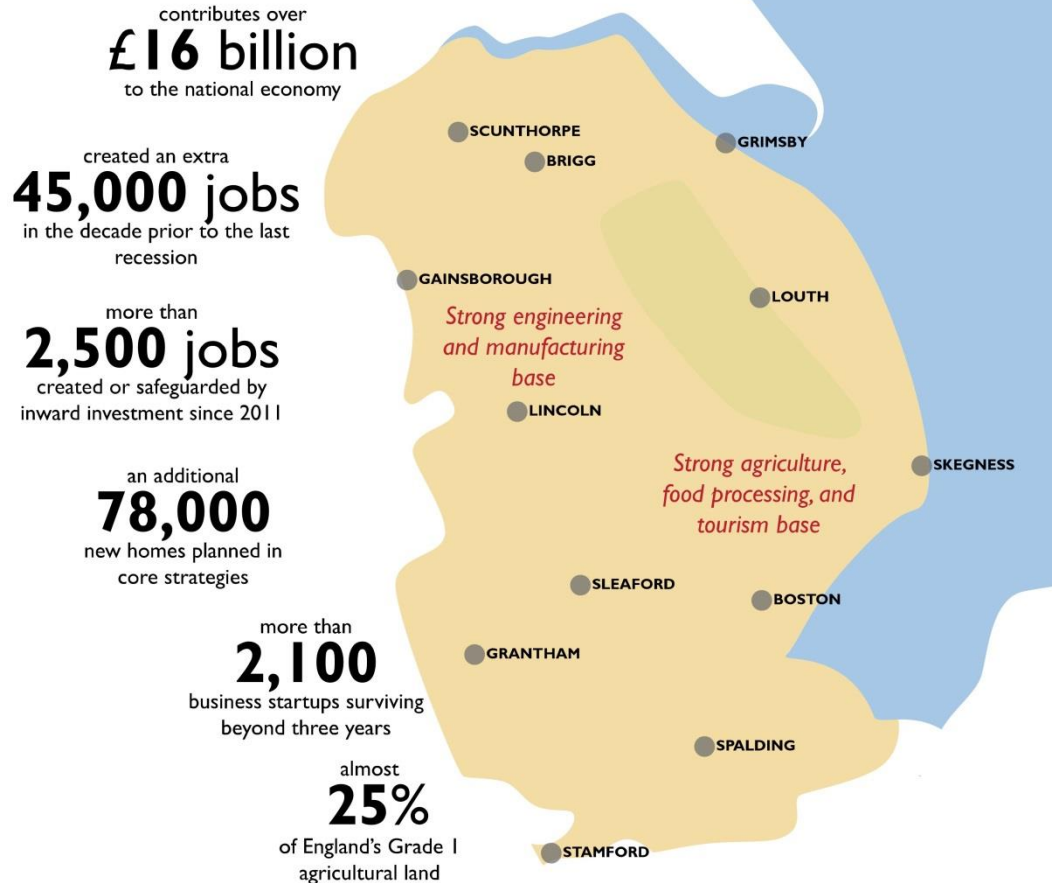 contributes over
£16 billion
to the national economy
created an extra
45,000 jobs
in the decade prior to the last
recession
more than
2,500 jobs
created or safeguarded by
inward investment since 2011
an additional
78,000
new homes planned in
core strategies
more than
2,100
business startups surviving
beyond three years
almost
25%
of England's Grade 1
agricultural land
SCUNTHORPE
BRIGG
GRIMSBY
GAINSBOROUGH
LOUTH
Strong engineering
and manufacturing
base
LINCOLN
Strong agriculture,
food processing, and
tourism base
SKEGNESS
SLEAFORD
BOSTON
GRANTHAM
SPALDING
STAMFORD